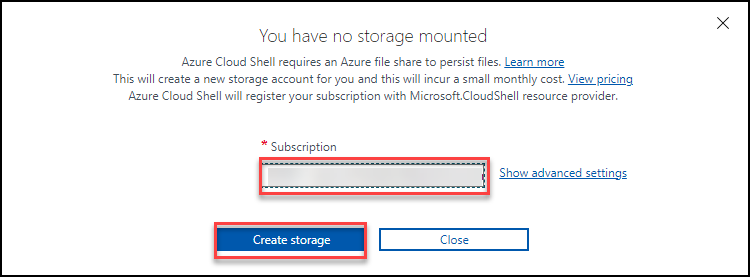 You have no storage mounted
Azure Cloud Shell requires an Azure file share to persist files. Learn more
This will create a new storage account for you and this will incur a small monthly cost. View pricing
Azure Cloud Shell will register your subscription with Microsoft.CloudShell resource provider.
* Subscription
Show advanced settings
Create storage
Close